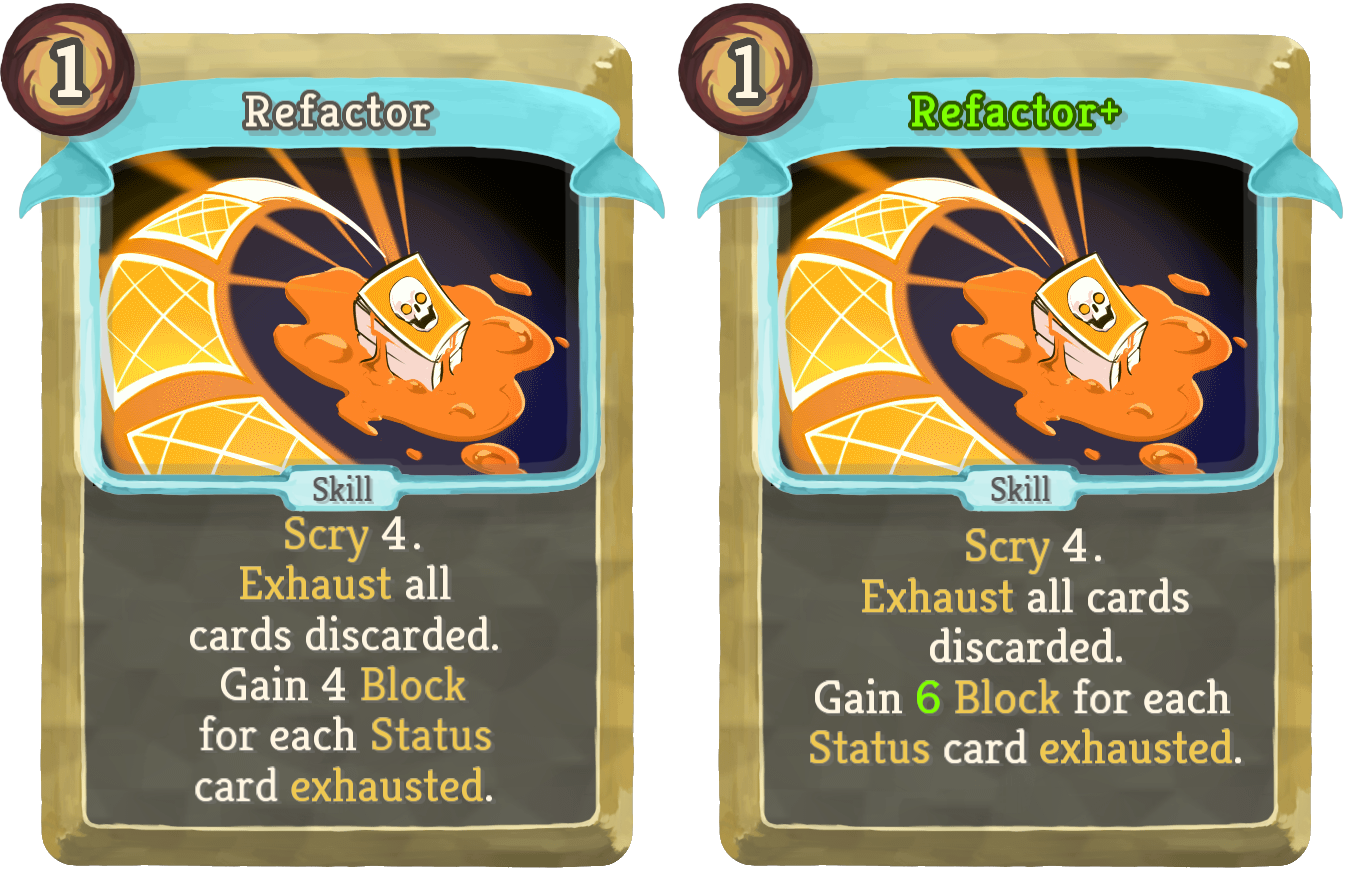 1
Refactor
Skill
Scry 4.
Exhaust all
cards discarded.
Gain 4 Block
for each Status
card exhausted.
1
Refactor+
Skill
Scry 4.
Exhaust all cards
discarded.
Gain 6 Block for each
Status card exhausted.